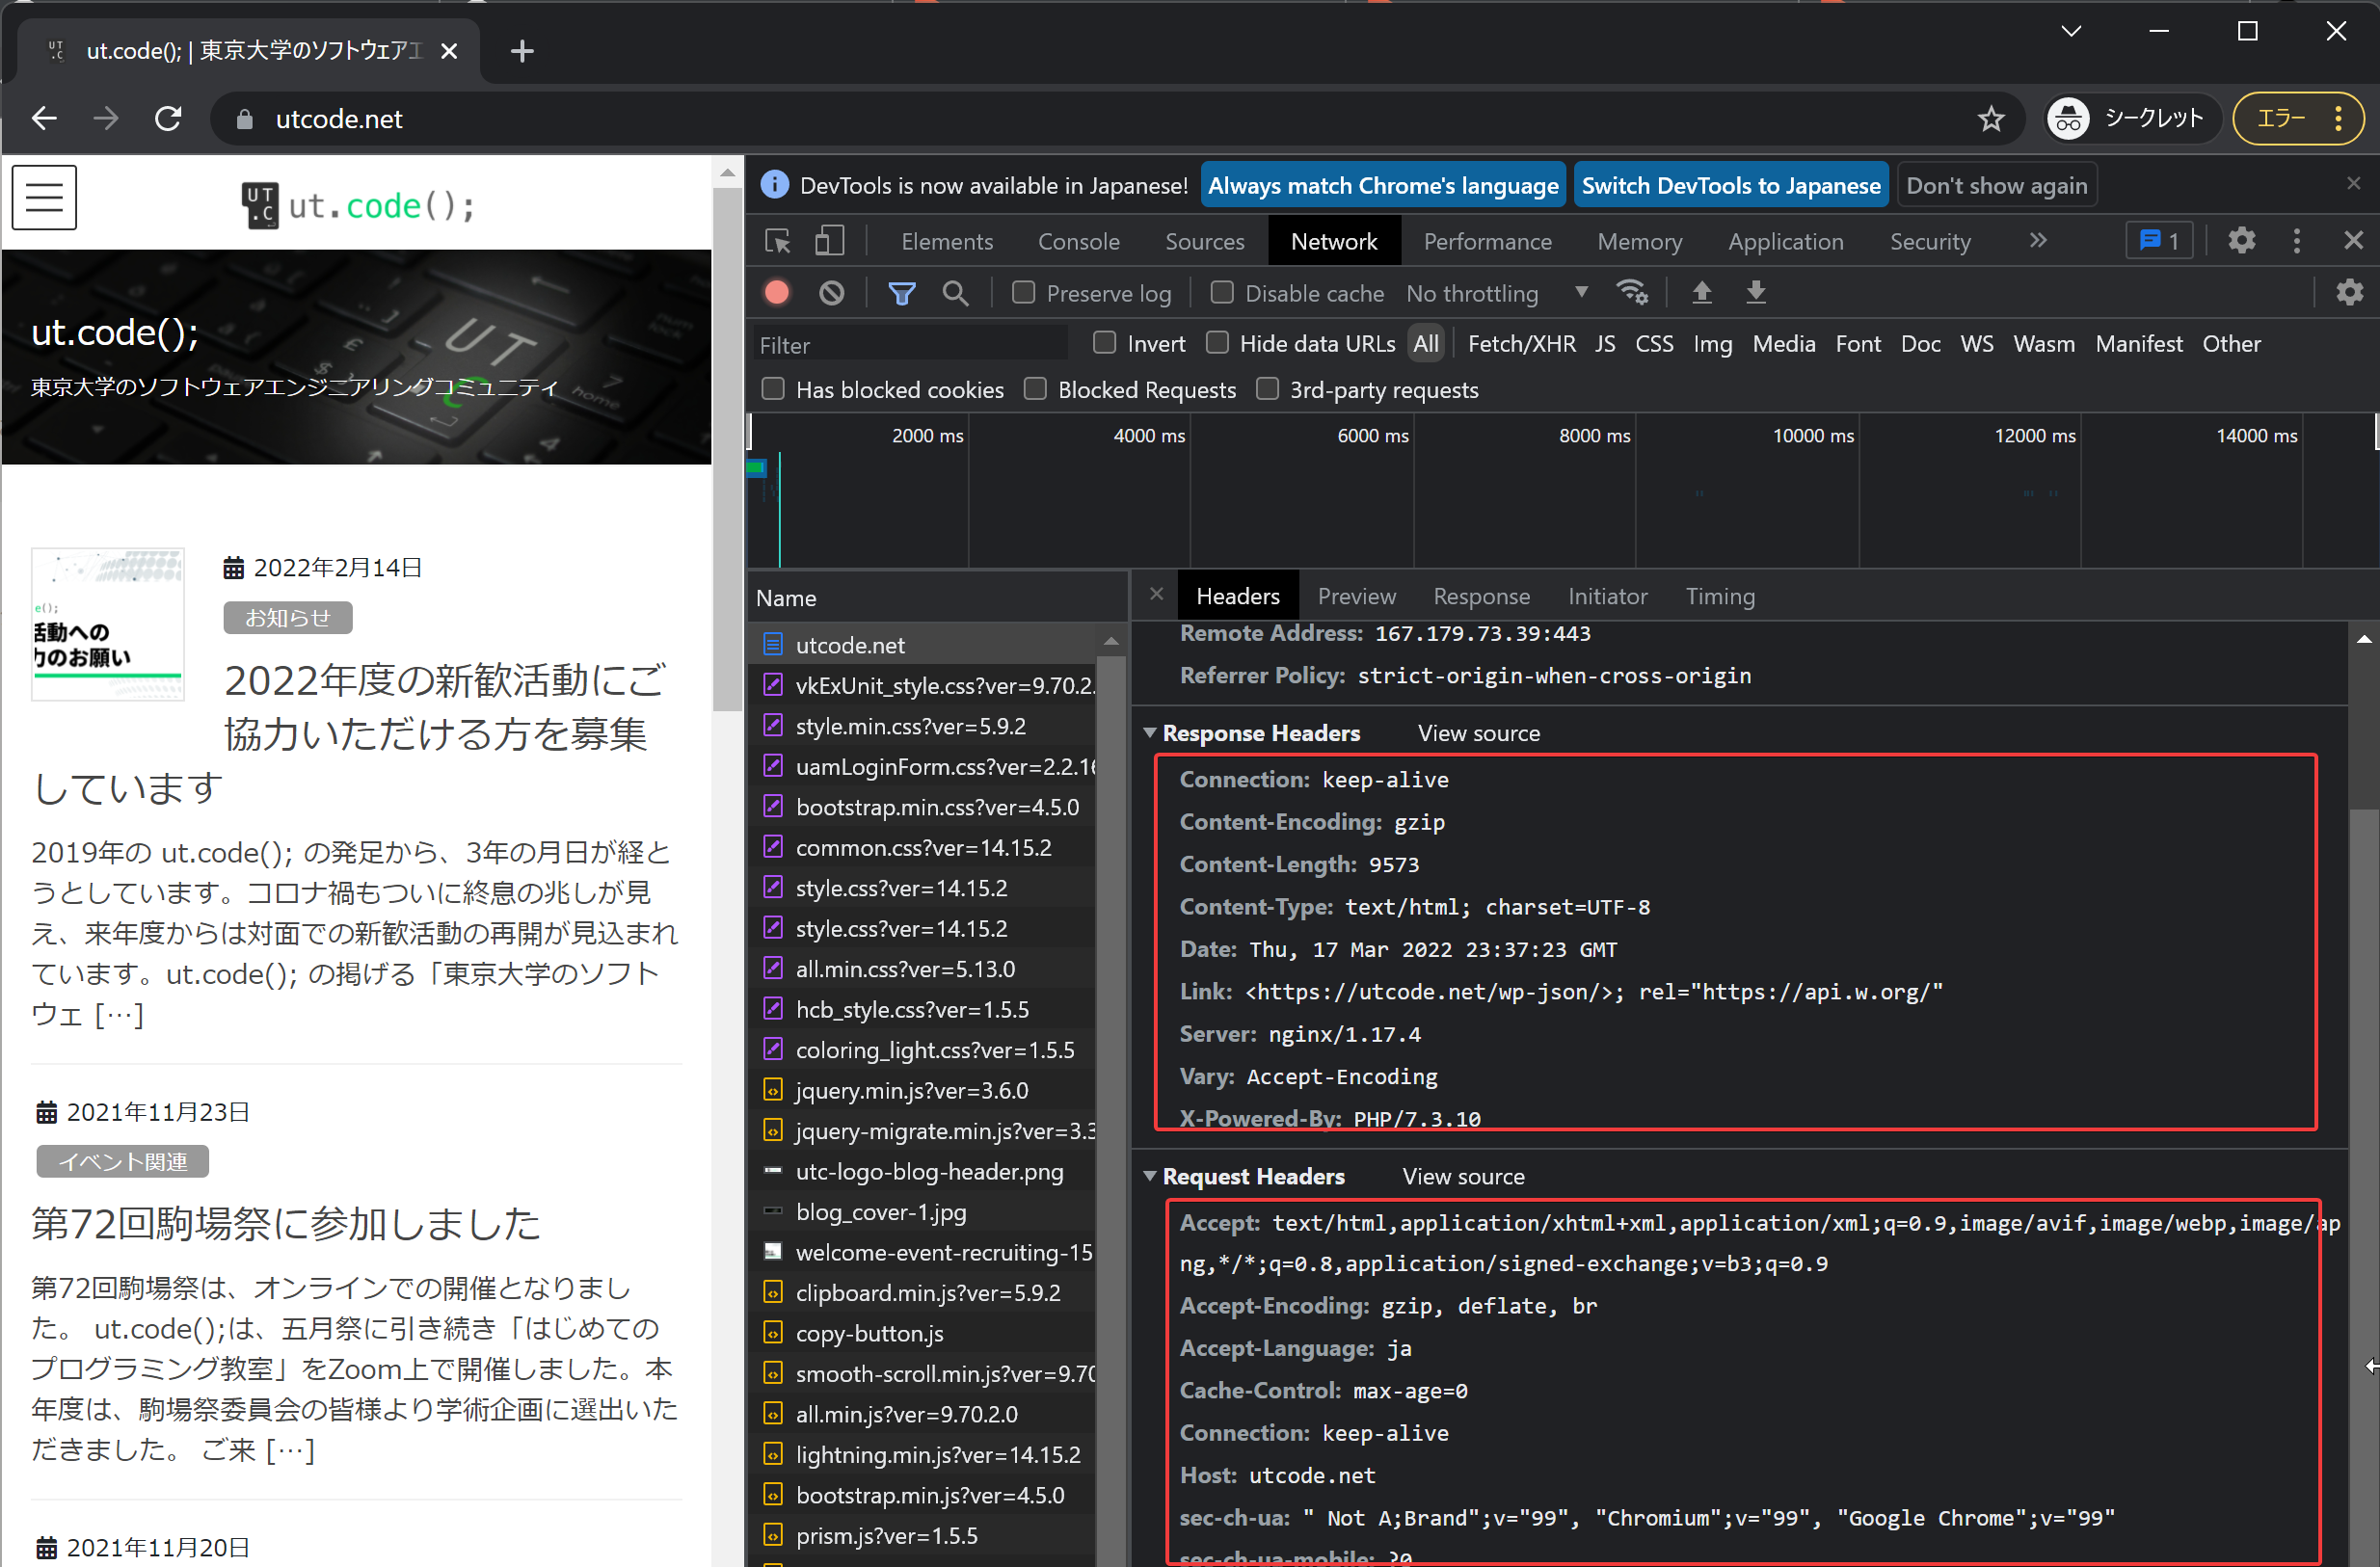 ut.code(); | 東京大学のソフトウェアエ
utcode.net
シークレット
エラー
UT
.C
ut.code();
ut.code();
東京大学のソフトウェアエンジニアリングコミュニティ
2022年2月14日
お知らせ
e();
活動への
力のお願い
2022年度の新歓活動にご
協力いただける方を募集
しています
2019年の ut.code(); の発足から、3年の月日が経と
うとしています。コロナ禍もついに終息の兆しが見
え、来年度からは対面での新歓活動の再開が見込まれ
ています。ut.code(); の掲げる「東京大学のソフト
ウェ […]
2021年11月23日
イベント関連
第72回駒場祭に参加しました
第72回駒場祭は、オンラインでの開催となりまし
た。 ut.code();は、五月祭に引き続き「はじめての
プログラミング教室」をZoom上で開催しました。本
年度は、駒場祭委員会の皆様より学術企画に選出いた
だきました。 ご来 […]
2021年11月20日
DevTools is now available in Japanese! Always match Chrome's language Switch DevTools to Japanese Don't show again
Elements Console Sources Network Performance Memory Application Security 1
Preserve log Disable cache No throttling
Filter Invert Hide data URLs All Fetch/XHR JS CSS Img Media Font Doc WS Wasm Manifest Other
Has blocked cookies Blocked Requests 3rd-party requests
2000 ms 4000 ms 6000 ms 8000 ms 10000 ms 12000 ms 14000 ms
Name
utcode.net
vkExUnit_style.css?ver=9.70.2.
style.min.css?ver=5.9.2
uamLoginForm.css?ver=2.2.16
bootstrap.min.css?ver=4.5.0
common.css?ver=14.15.2
style.css?ver=14.15.2
style.css?ver=14.15.2
all.min.css?ver=5.13.0
hcb_style.css?ver=1.5.5
coloring_light.css?ver=1.5.5
jquery.min.js?ver=3.6.0
jquery-migrate.min.js?ver=3.3
utc-logo-blog-header.png
blog_cover-1.jpg
welcome-event-recruiting-15
clipboard.min.js?ver=5.9.2
copy-button.js
smooth-scroll.min.js?ver=9.70
all.min.js?ver=9.70.2.0
lightning.min.js?ver=14.15.2
bootstrap.min.js?ver=4.5.0
prism.js?ver=1.5.5
Headers Preview Response Initiator Timing
Remote Address: 167.179.73.39:443
Referrer Policy: strict-origin-when-cross-origin
Response Headers View source
Connection: keep-alive
Content-Encoding: gzip
Content-Length: 9573
Content-Type: text/html; charset=UTF-8
Date: Thu, 17 Mar 2022 23:37:23 GMT
Link: <https://utcode.net/wp-json/>; rel="https://api.w.org/"
Server: nginx/1.17.4
Vary: Accept-Encoding
X-Powered-By: PHP/7.3.10
Request Headers View source
Accept: text/html,application/xhtml+xml,application/xml;q=0.9,image/avif,image/webp,image/ap
ng,*/*;q=0.8,application/signed-exchange;v=b3;q=0.9
Accept-Encoding: gzip, deflate, br
Accept-Language: ja
Cache-Control: max-age=0
Connection: keep-alive
Host: utcode.net
sec-ch-ua: " Not A;Brand";v="99", "Chromium";v="99", "Google Chrome";v="99"
sec-ch-ua-mobile: ?0